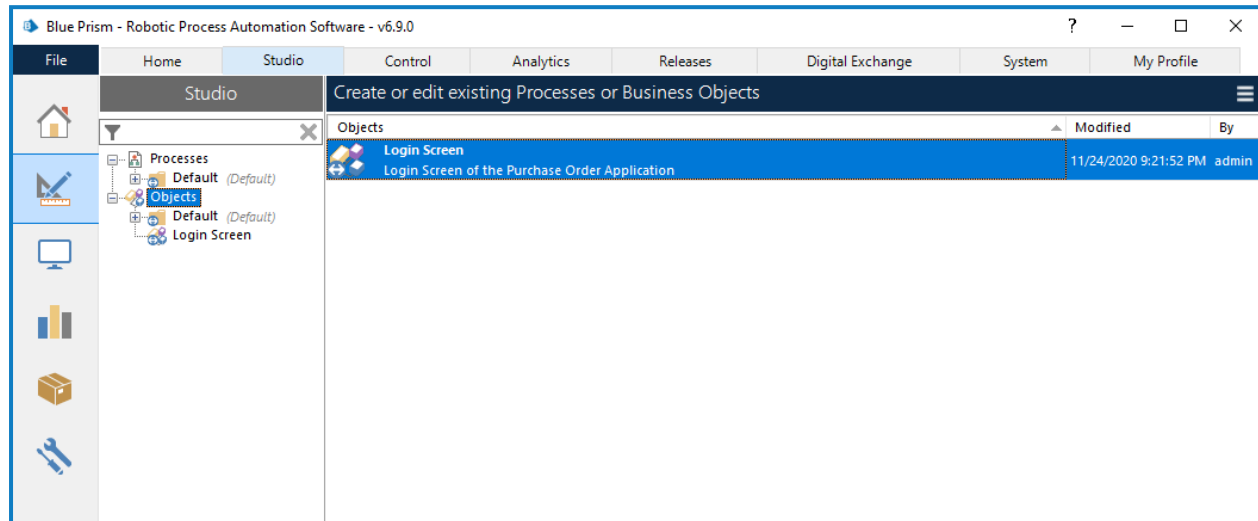 Blue Prism - Robotic Process Automation Software - v6.9.0
?
File Home Studio Control Analytics Releases Digital Exchange System My Profile
Studio
Create or edit existing Processes or Business Objects
Objects Modified By
Processes
Default (Default)
Objects
Default (Default)
Login Screen
Login Screen
Login Screen of the Purchase Order Application
11/24/2020 9:21:52 PM admin